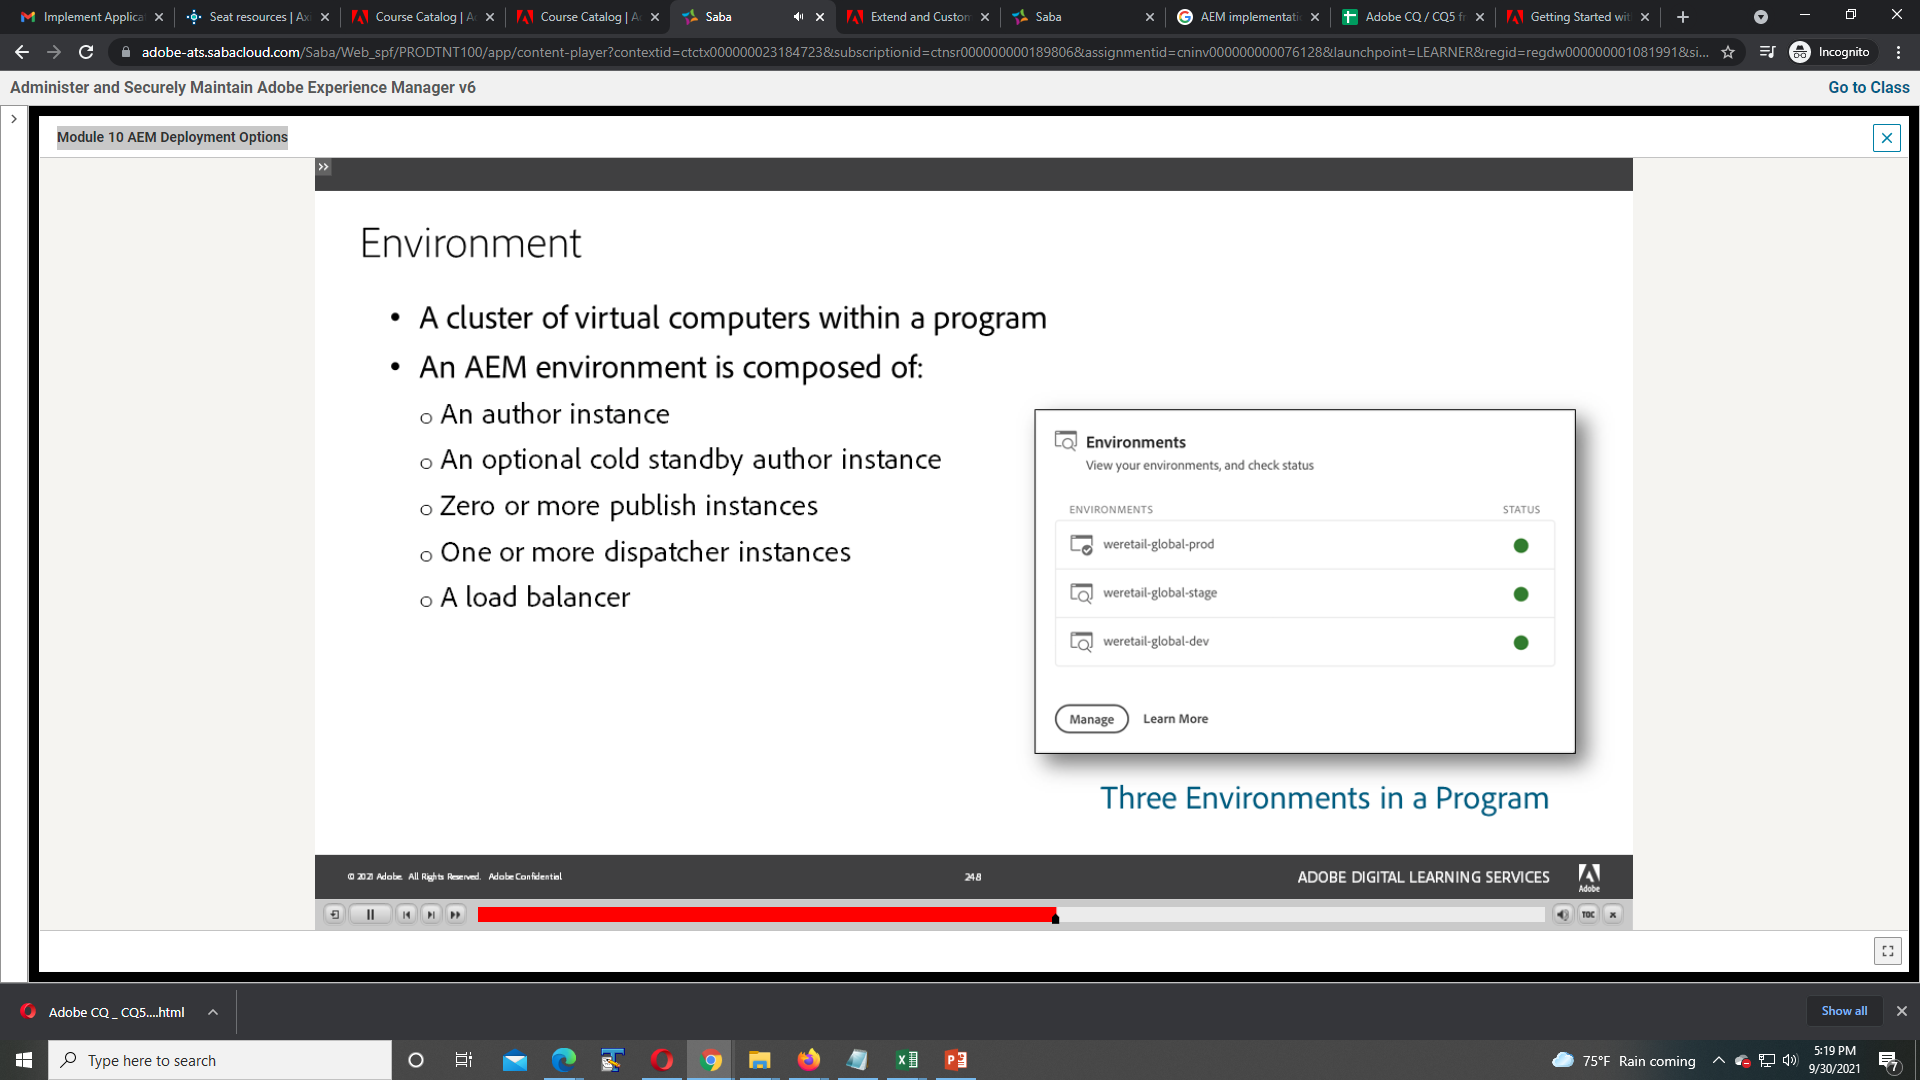 Implement Applica
Seat resources | Ax
Course Catalog | A
Course Catalog | A
Saba
Extend and Custom
Saba
AEM implementati
Adobe CQ / CQ5 f
Getting Started wit
adobe-ats.sabacloud.com/Saba/Web_spf/PRODTNT100/app/content-player?contextid=ctctx000000023184723&subscriptionid=ctnsr0000000000189806&assignmentid=cninv000000000076128&launchpoint=LEARNER&regid=regdw000000001081991&si...
Incognito
Administer and Securely Maintain Adobe Experience Manager v6
Go to Class
Module 10 AEM Deployment Options
Environment
• A cluster of virtual computers within a program
• An AEM environment is composed of:
o An author instance
o An optional cold standby author instance
o Zero or more publish instances
o One or more dispatcher instances
o A load balancer
Environments
View your environments, and check status
ENVIRONMENTS STATUS
weretail-global-prod
weretail-global-stage
weretail-global-dev
Manage Learn More
Three Environments in a Program
© 2021 Adobe. All Rights Reserved. Adobe Confidential
248
ADOBE DIGITAL LEARNING SERVICES
Adobe
TOC
Adobe CQ _ CQ5....html
Show all
Type here to search
75°F Rain coming
5:19 PM
9/30/2021
7